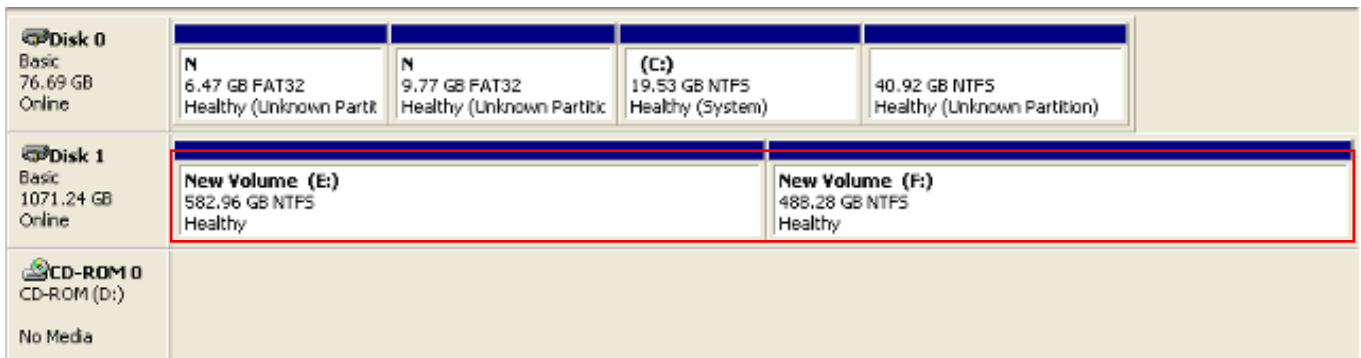 Disk 0
Basic
76.69 GB
Online
N
6.47 GB FAT32
Healthy (Unknown Partit
N
9.77 GB FAT32
Healthy (Unknown Partitic
(C:)
19.53 GB NTFS
Healthy (System)
40.92 GB NTFS
Healthy (Unknown Partition)
Disk 1
Basic
1071.24 GB
Online
New Volume (E:)
582.96 GB NTFS
Healthy
New Volume (F:)
488.28 GB NTFS
Healthy
CD-ROM 0
CD-ROM (D:)
No Media